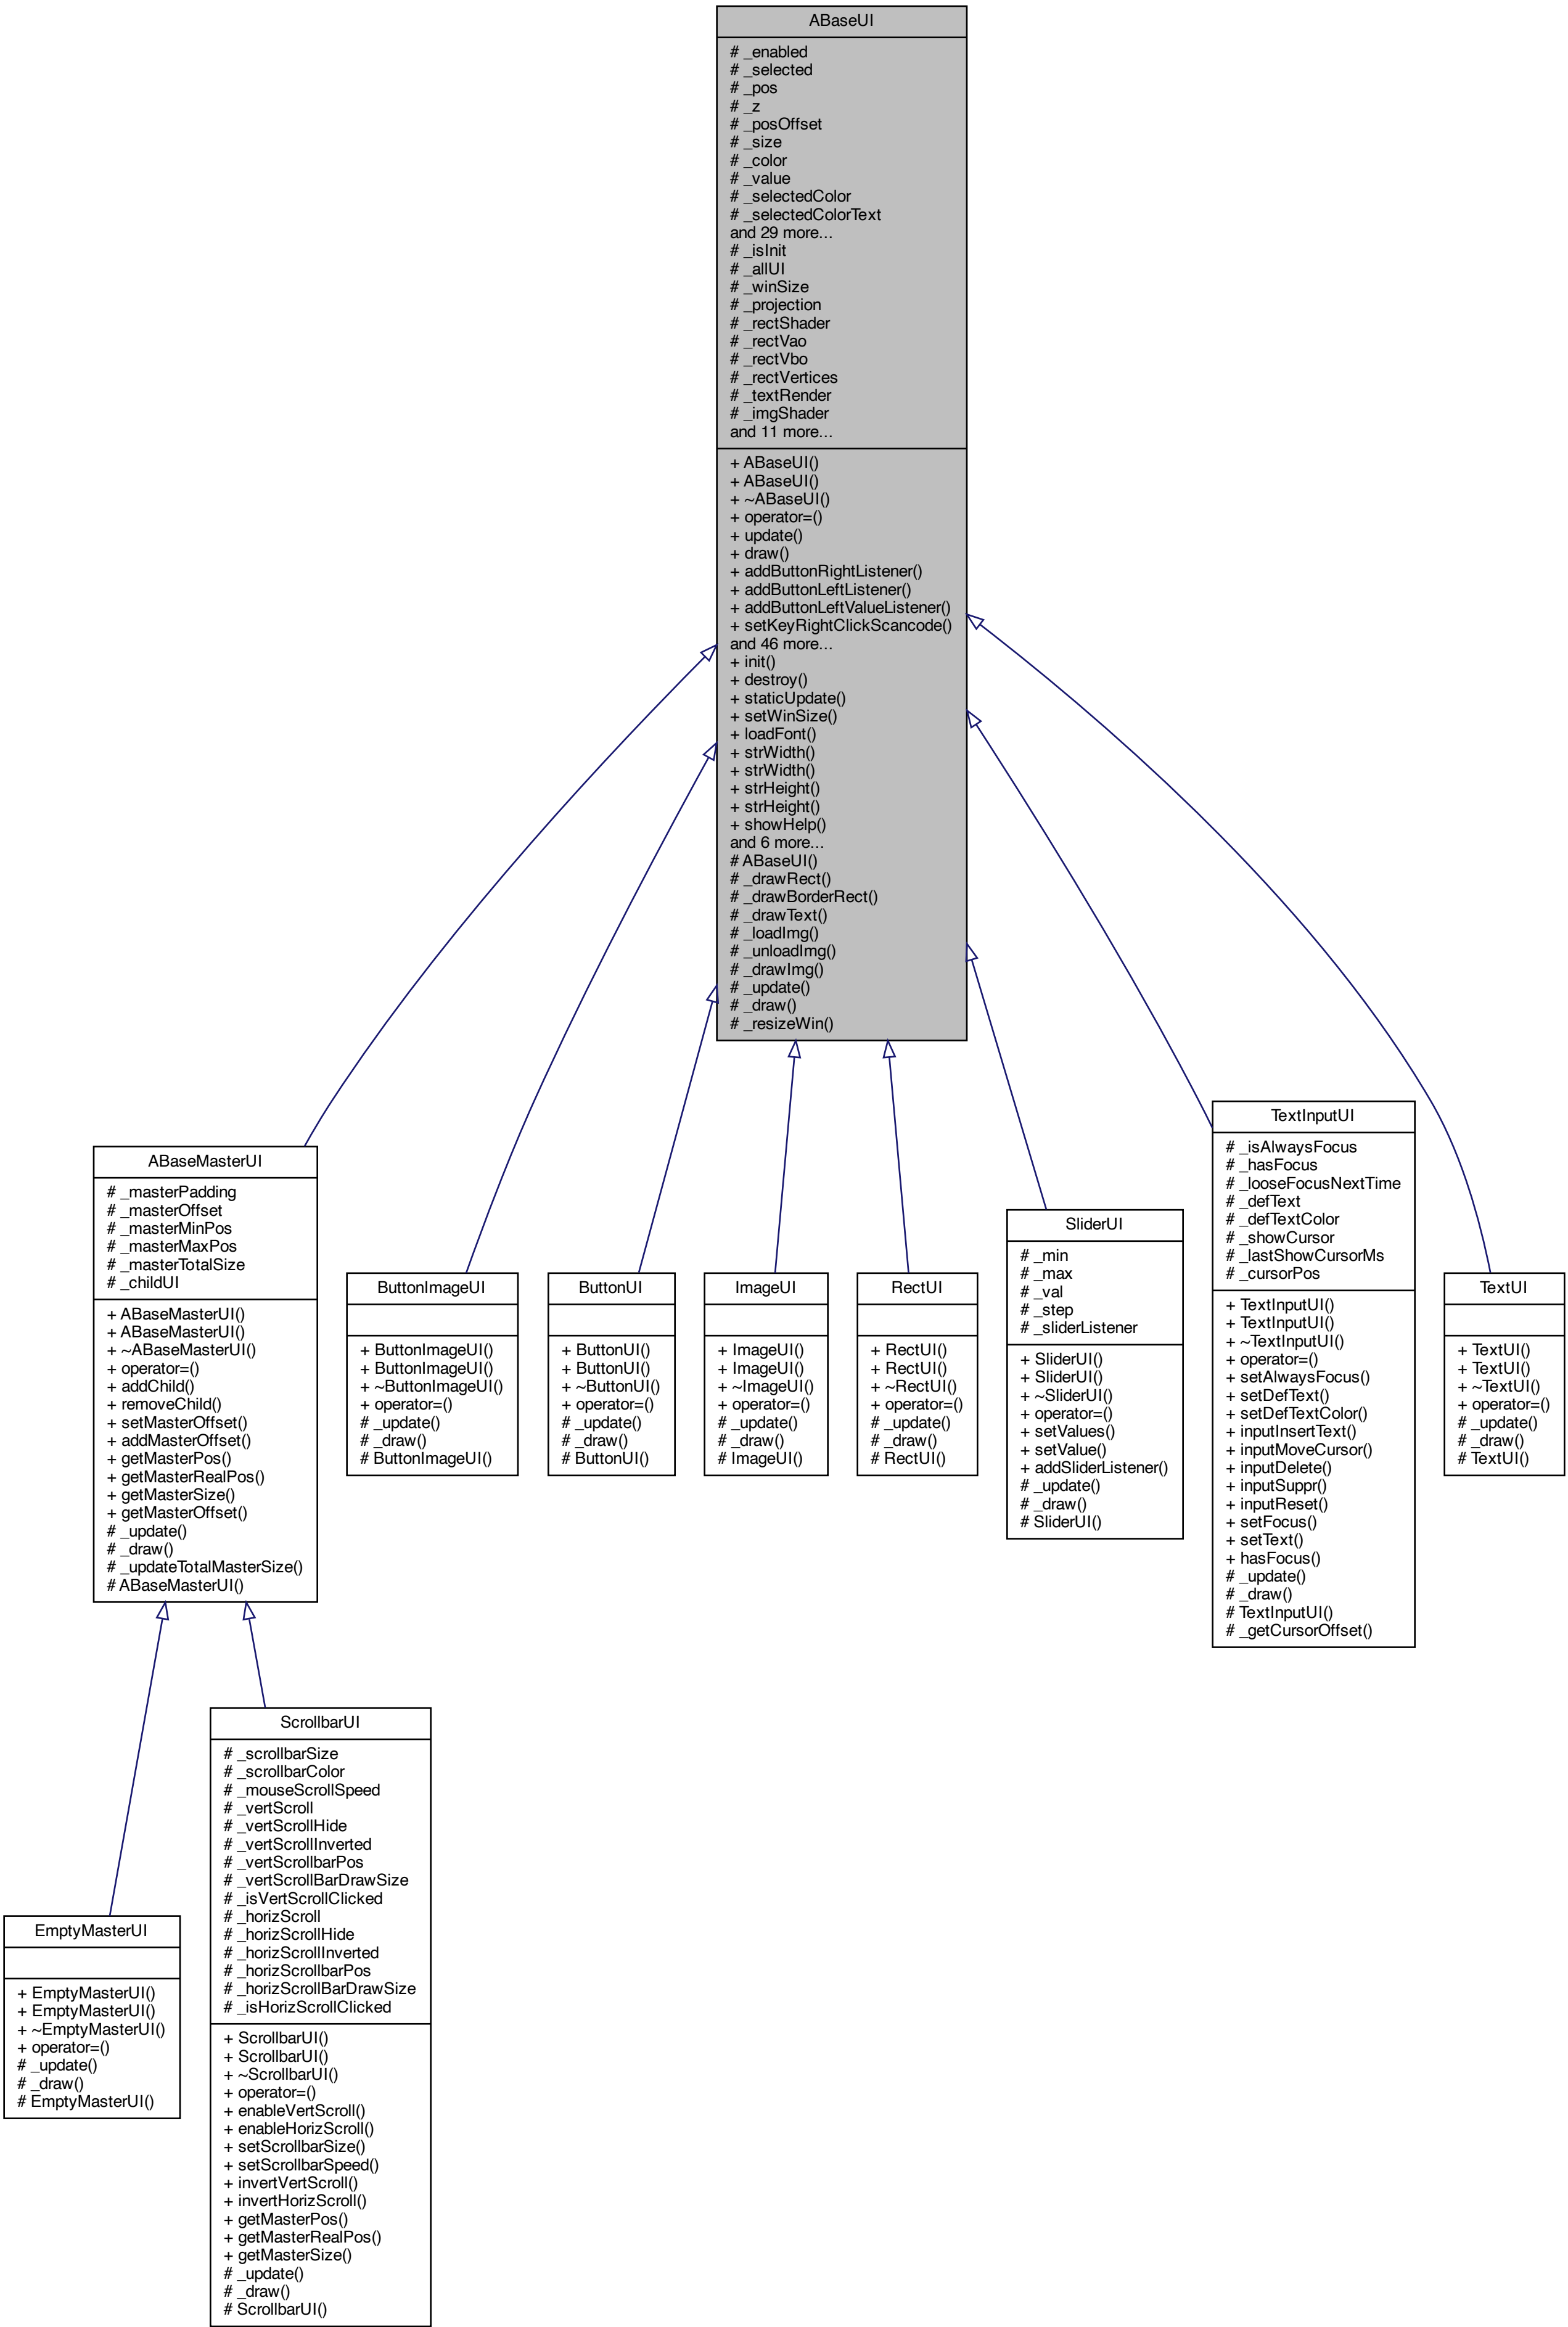 ABaseUI
# _enabled
# _selected
# _pos
# _z
# _posOffset
# _size
# _color
# _value
# _selectedColor
# _selectedColorText
and 29 more...
# _isInit
# _allUI
# _winSize
# _projection
# _rectShader
# _rectVao
# _rectVbo
# _rectVertices
# _textRender
# _imgShader
and 11 more...
+ ABaseUI()
+ ABaseUI()
+ ~ABaseUI()
+ operator=()
+ update()
+ draw()
+ addButtonRightListener()
+ addButtonLeftListener()
+ addButtonLeftValueListener()
+ setKeyRightClickScancode()
and 46 more...
+ init()
+ destroy()
+ staticUpdate()
+ setWinSize()
+ loadFont()
+ strWidth()
+ strWidth()
+ strHeight()
+ strHeight()
+ showHelp()
and 6 more...
# ABaseUI()
# _drawRect()
# _drawBorderRect()
# _drawText()
# _loadImg()
# _unloadImg()
# _drawImg()
# _update()
# _draw()
# _resizeWin()
ABaseMasterUI
# _masterPadding
# _masterOffset
# _masterMinPos
# _masterMaxPos
# _masterTotalSize
# _childUI
+ ABaseMasterUI()
+ ABaseMasterUI()
+ ~ABaseMasterUI()
+ operator=()
+ addChild()
+ removeChild()
+ setMasterOffset()
+ addMasterOffset()
+ getMasterPos()
+ getMasterRealPos()
+ getMasterSize()
+ getMasterOffset()
# _update()
# _draw()
# _updateTotalMasterSize()
# ABaseMasterUI()
ButtonImageUI
+ ButtonImageUI()
+ ButtonImageUI()
+ ~ButtonImageUI()
+ operator=()
# _update()
# _draw()
# ButtonImageUI()
ButtonUI
+ ButtonUI()
+ ButtonUI()
+ ~ButtonUI()
+ operator=()
# _update()
# _draw()
# ButtonUI()
ImageUI
+ ImageUI()
+ ImageUI()
+ ~ImageUI()
+ operator=()
# _update()
# _draw()
# ImageUI()
RectUI
+ RectUI()
+ RectUI()
+ ~RectUI()
+ operator=()
# _update()
# _draw()
# RectUI()
SliderUI
# _min
# _max
# _val
# _step
# _sliderListener
+ SliderUI()
+ SliderUI()
+ ~SliderUI()
+ operator=()
+ setValues()
+ setValue()
+ addSliderListener()
# _update()
# _draw()
# SliderUI()
TextInputUI
# _isAlwaysFocus
# _hasFocus
# _looseFocusNextTime
# _defText
# _defTextColor
# _showCursor
# _lastShowCursorMs
# _cursorPos
+ TextInputUI()
+ TextInputUI()
+ ~TextInputUI()
+ operator=()
+ setAlwaysFocus()
+ setDefText()
+ setDefTextColor()
+ inputInsertText()
+ inputMoveCursor()
+ inputDelete()
+ inputSuppr()
+ inputReset()
+ setFocus()
+ setText()
+ hasFocus()
# _update()
# _draw()
# TextInputUI()
# _getCursorOffset()
TextUI
+ TextUI()
+ TextUI()
+ ~TextUI()
+ operator=()
# _update()
# _draw()
# TextUI()
EmptyMasterUI
+ EmptyMasterUI()
+ EmptyMasterUI()
+ ~EmptyMasterUI()
+ operator=()
# _update()
# _draw()
# EmptyMasterUI()
ScrollbarUI
# _scrollbarSize
# _scrollbarColor
# _mouseScrollSpeed
# _vertScroll
# _vertScrollHide
# _vertScrollInverted
# _vertScrollbarPos
# _vertScrollBarDrawSize
# _isVertScrollClicked
# _horizScroll
# _horizScrollHide
# _horizScrollInverted
# _horizScrollbarPos
# _horizScrollBarDrawSize
# _isHorizScrollClicked
+ ScrollbarUI()
+ ScrollbarUI()
+ ~ScrollbarUI()
+ operator=()
+ enableVertScroll()
+ enableHorizScroll()
+ setScrollbarSize()
+ setScrollbarSpeed()
+ invertVertScroll()
+ invertHorizScroll()
+ getMasterPos()
+ getMasterRealPos()
+ getMasterSize()
# _update()
# _draw()
# ScrollbarUI()